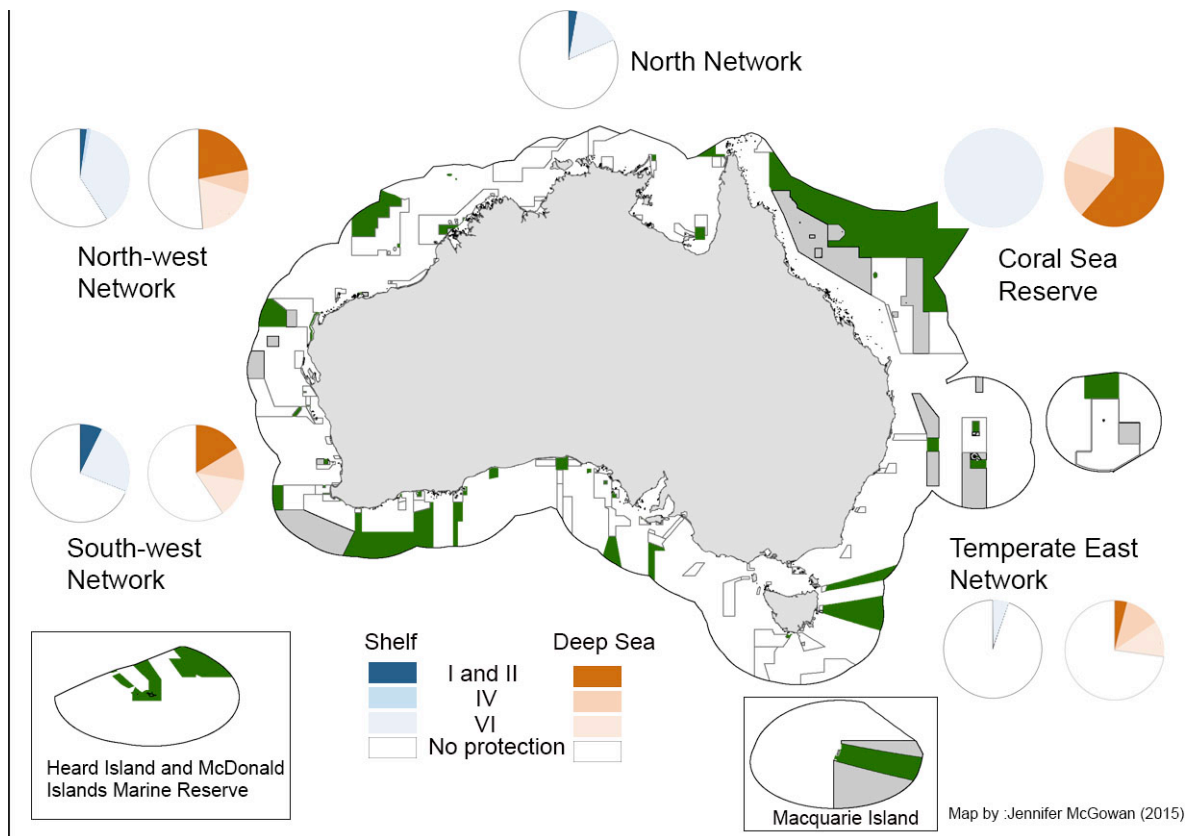 North Network
North-west
Network
Coral Sea
Reserve
South-west
Network
Temperate East
Network
Shelf
Deep Sea
I and II
IV
VI
No protection
Heard Island and McDonald
Islands Marine Reserve
Macquarie Island
Map by :Jennifer McGowan (2015)